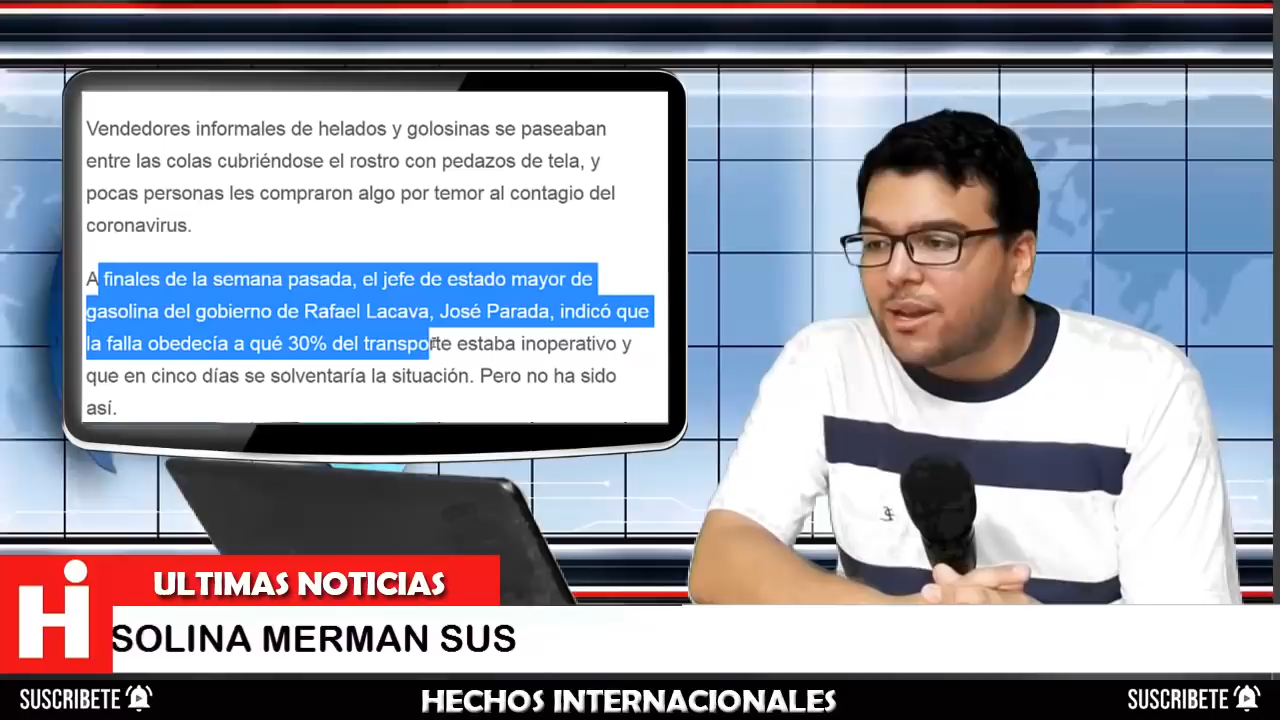 Vendedores informales de helados y golosinas se paseaban
entre las colas cubriéndose el rostro con pedazos de tela, y
pocas personas les compraron algo por temor al contagio del
coronavirus.
A finales de la semana pasada, el jefe de estado mayor de
gasolina del gobierno de Rafael Lacava, José Parada, indicó que
la falla obedecía a qué 30% del transporte estaba inoperativo y
que en cinco días se solventaría la situación. Pero no ha sido
así.
Hi
ULTIMAS NOTICIAS
SOLINA MERMAN SUS
SUSCRIBETE
HECHOS INTERNACIONALES
SUSCRIBETE